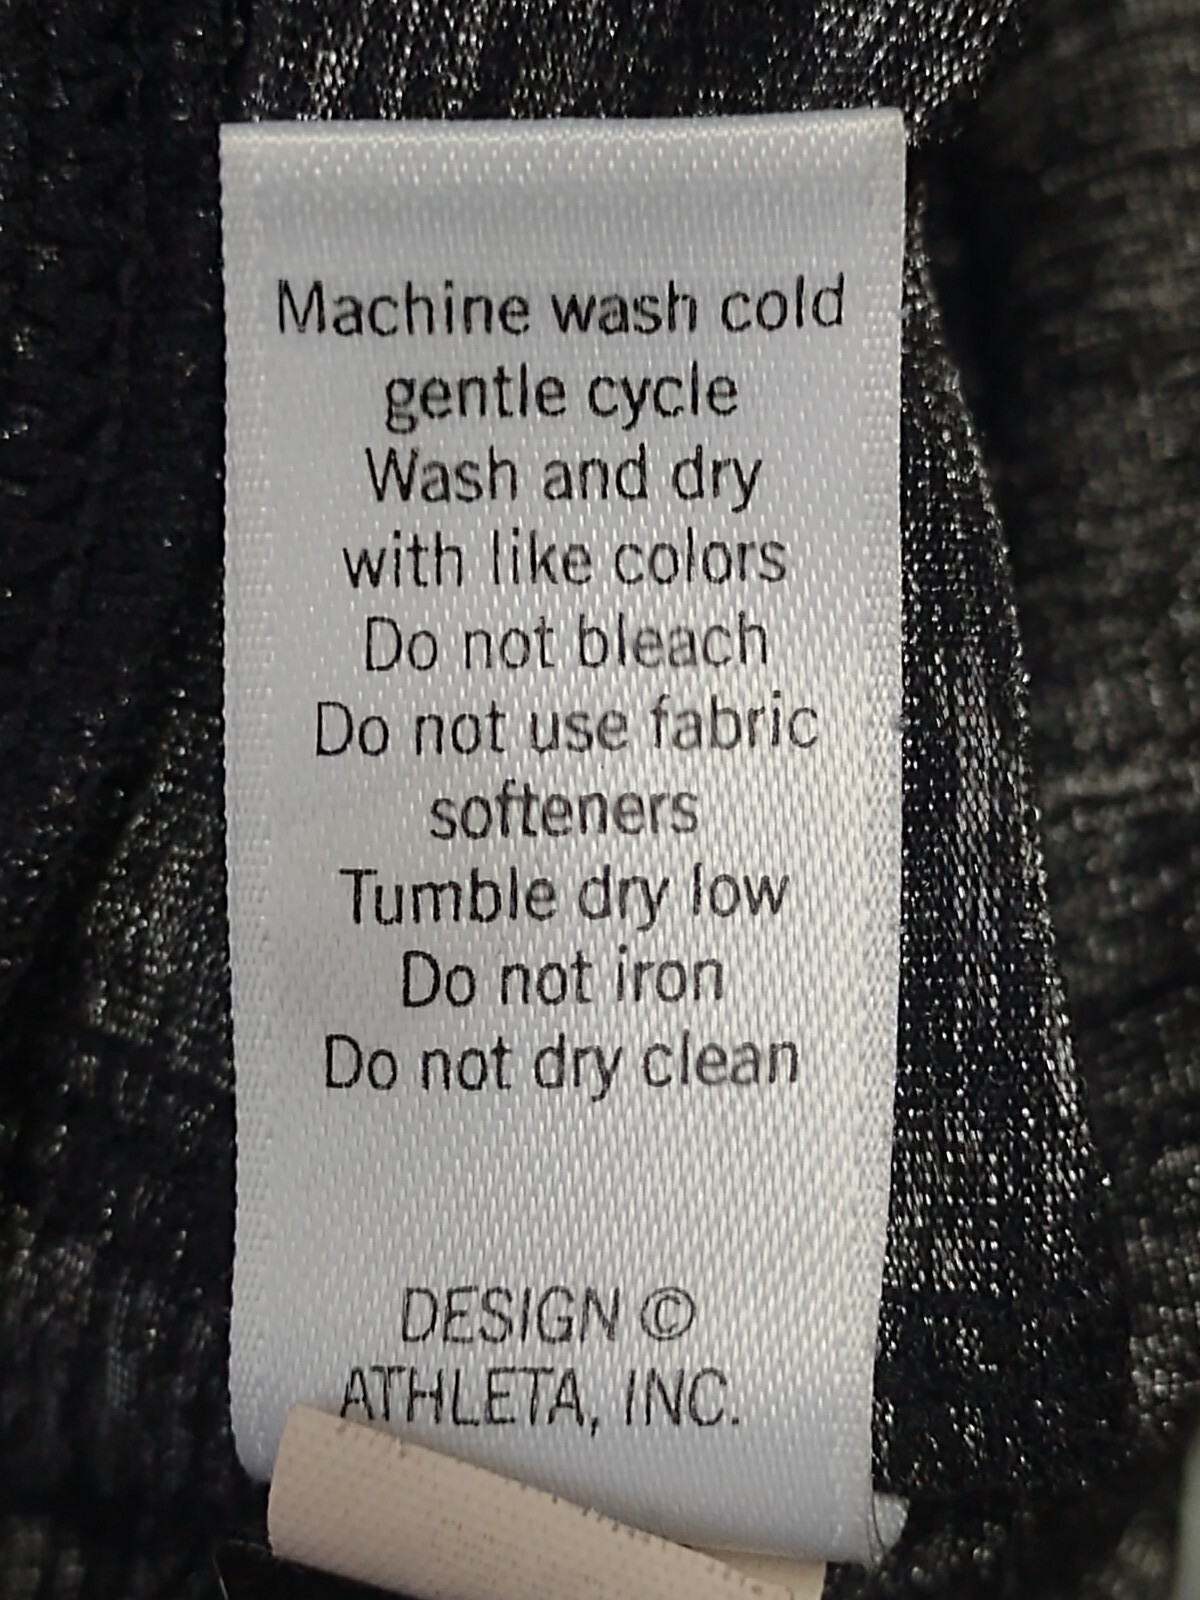 Machine wash cold
gentle cycle
Wash and dry
with like colors
Do not bleach
Do not use fabric
softeners
Tumble dry low
Do not iron
Do not dry clean
DESIGN ©
ATHLETA, INC.